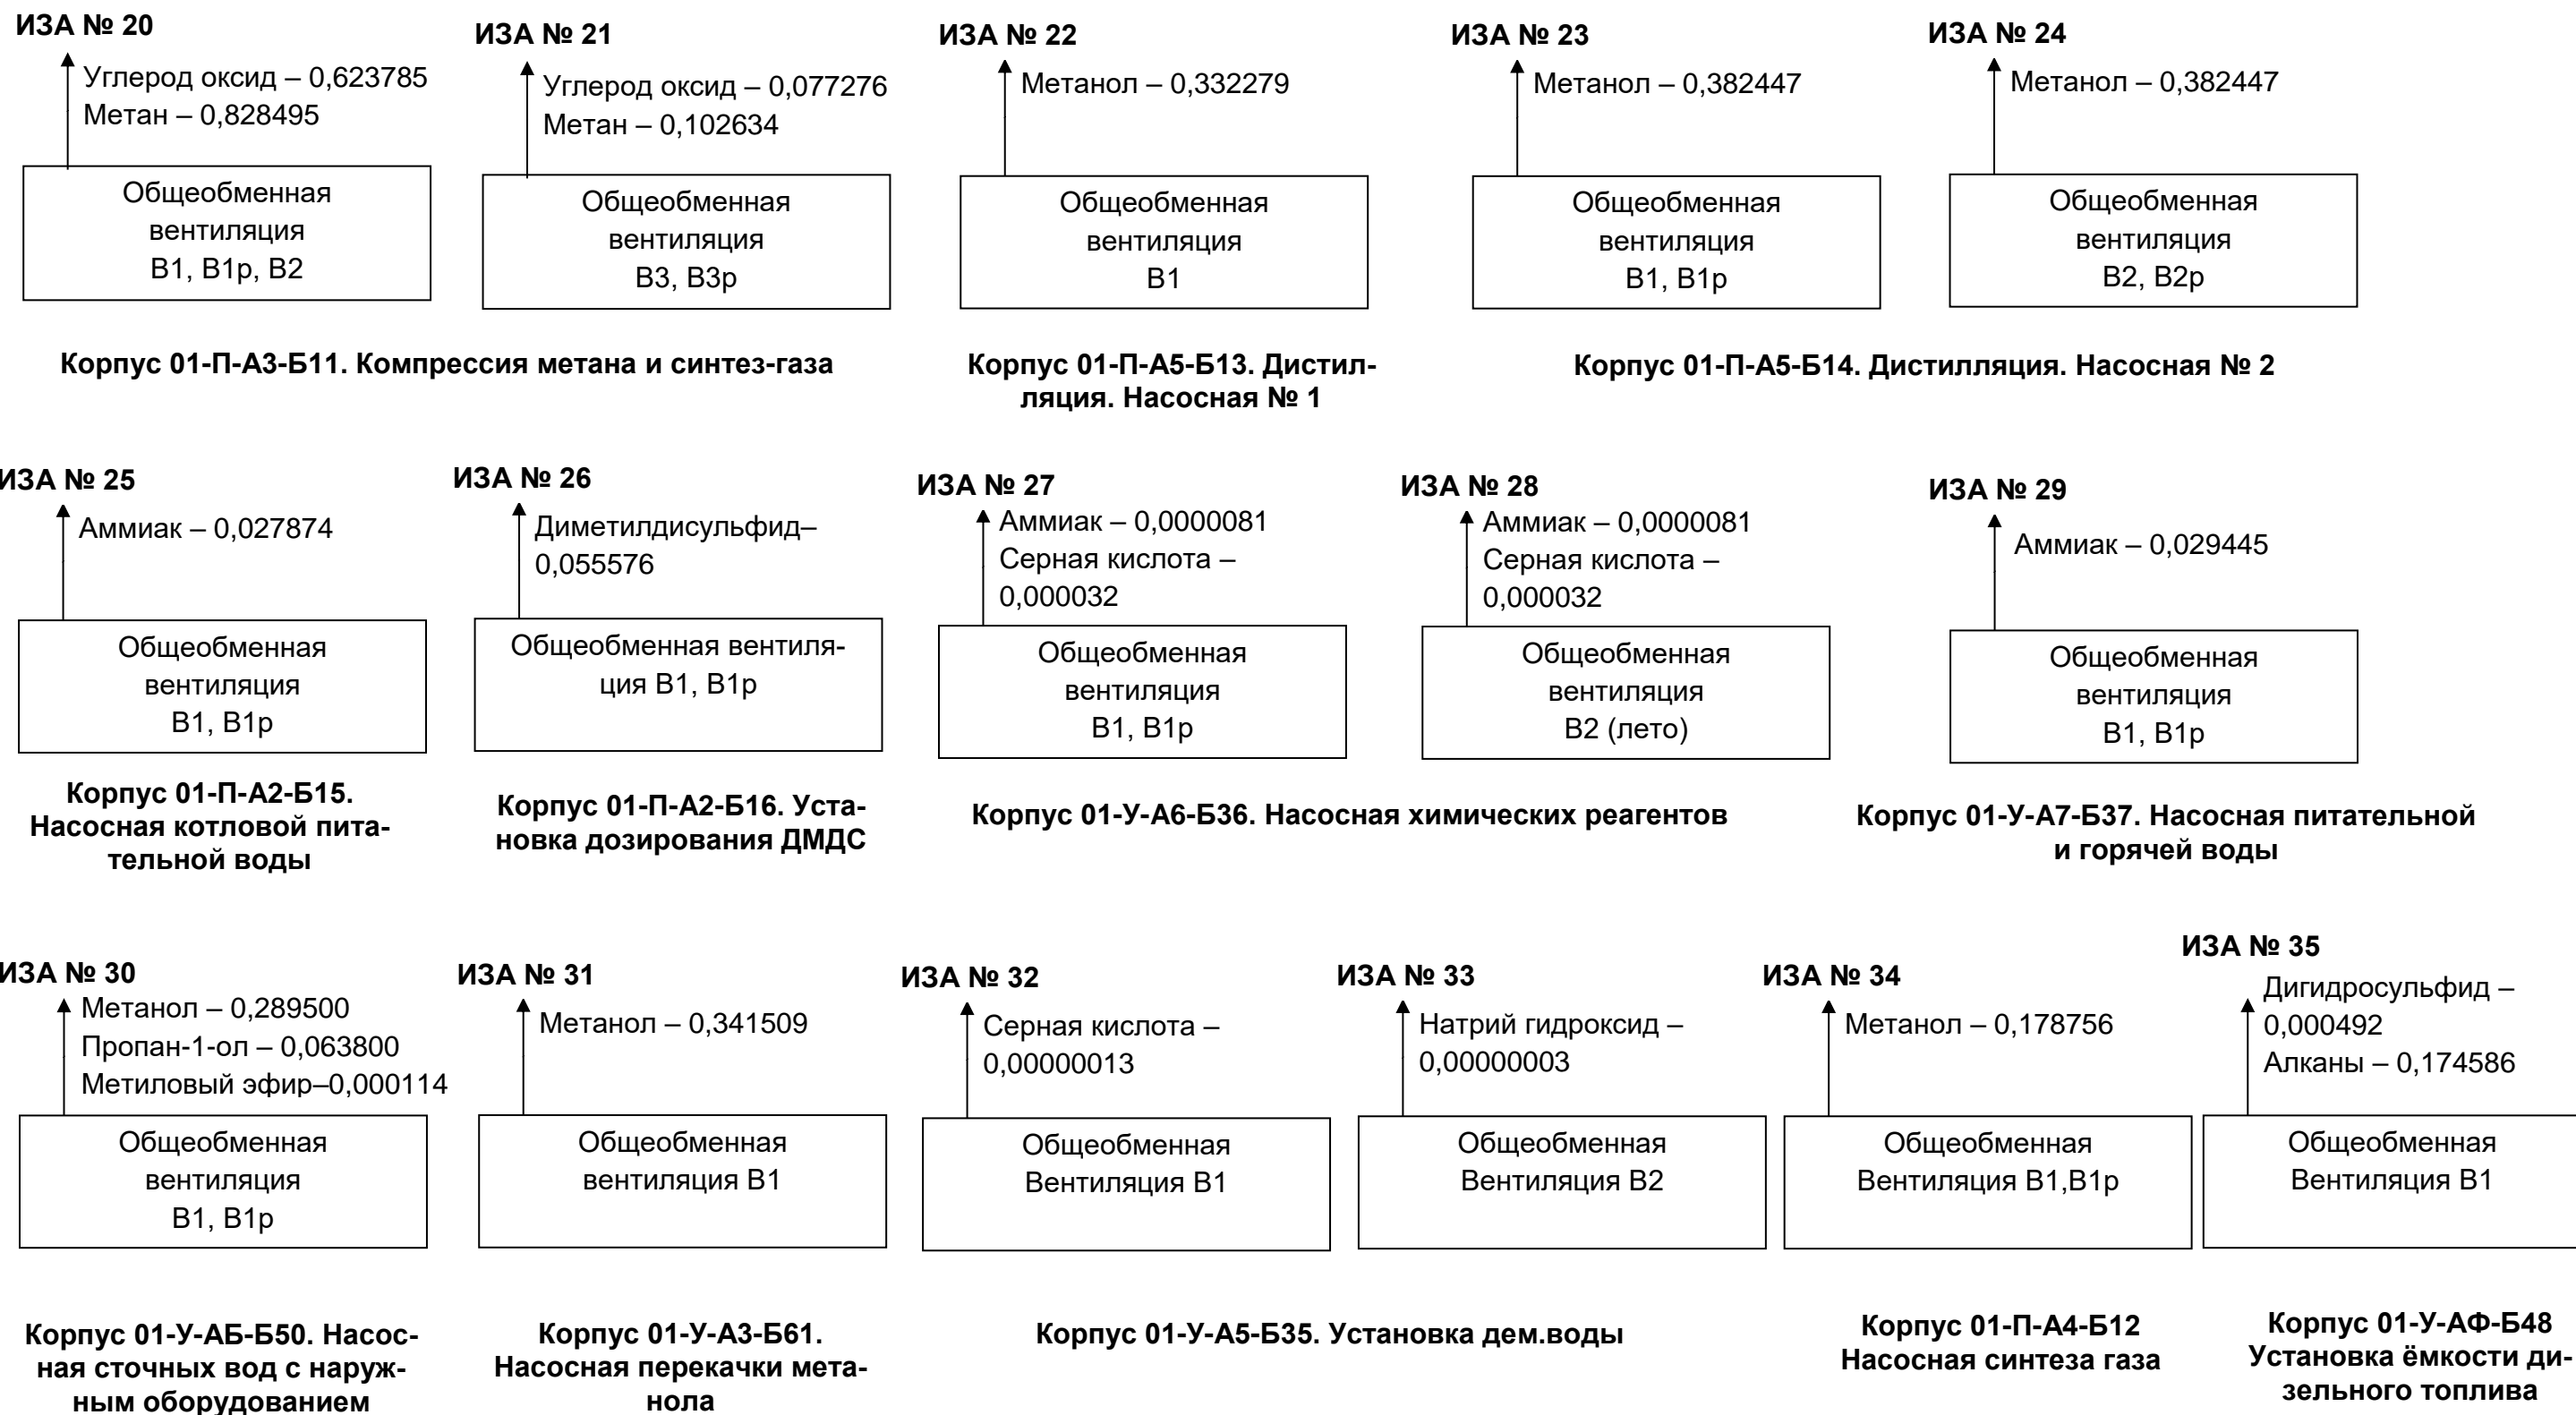 ИЗА № 20
Углерод оксид – 0,623785
Метан – 0,828495
Общеобменная
вентиляция
В1, В1р, В2
ИЗА № 21
Углерод оксид – 0,077276
Метан – 0,102634
Общеобменная
вентиляция
В3, В3р
Корпус 01-П-А3-Б11. Компрессия метана и синтез-газа
ИЗА № 22
Метанол – 0,332279
Общеобменная
вентиляция
В1
Корпус 01-П-А5-Б13. Дистил-
ляция. Насосная № 1
ИЗА № 23
Метанол – 0,382447
Общеобменная
вентиляция
В1, В1р
ИЗА № 24
Метанол – 0,382447
Общеобменная
вентиляция
В2, В2р
Корпус 01-П-А5-Б14. Дистилляция. Насосная № 2
ИЗА № 25
Аммиак – 0,027874
Общеобменная
вентиляция
В1, В1р
Корпус 01-П-А2-Б15.
Насосная котловой пита-
тельной воды
ИЗА № 26
Диметилдисульфид–
0,055576
Общеобменная вентиля-
ция В1, В1р
Корпус 01-П-А2-Б16. Уста-
новка дозирования ДМДС
ИЗА № 27
Аммиак – 0,0000081
Серная кислота –
0,000032
Общеобменная
вентиляция
В1, В1р
ИЗА № 28
Аммиак – 0,0000081
Серная кислота –
0,000032
Общеобменная
вентиляция
В2 (лето)
Корпус 01-У-А6-Б36. Насосная химических реагентов
ИЗА № 29
Аммиак – 0,029445
Общеобменная
вентиляция
В1, В1р
Корпус 01-У-А7-Б37. Насосная питательной
и горячей воды
ИЗА № 30
Метанол – 0,289500
Пропан-1-ол – 0,063800
Метиловый эфир–0,000114
Общеобменная
вентиляция
В1, В1р
Корпус 01-У-АБ-Б50. Насос-
ная сточных вод с наруж-
ным оборудованием
ИЗА № 31
Метанол – 0,341509
Общеобменная
вентиляция В1
Корпус 01-У-А3-Б61.
Насосная перекачки мета-
нола
ИЗА № 32
Серная кислота –
0,00000013
Общеобменная
Вентиляция В1
ИЗА № 33
Натрий гидроксид –
0,00000003
Общеобменная
Вентиляция В2
Корпус 01-У-А5-Б35. Установка дем.воды
ИЗА № 34
Метанол – 0,178756
Общеобменная
Вентиляция В1,В1р
Корпус 01-П-А4-Б12
Насосная синтеза газа
ИЗА № 35
Дигидросульфид –
0,000492
Алканы – 0,174586
Общеобменная
Вентиляция В1
Корпус 01-У-АФ-Б48
Установка ёмкости ди-
зельного топлива